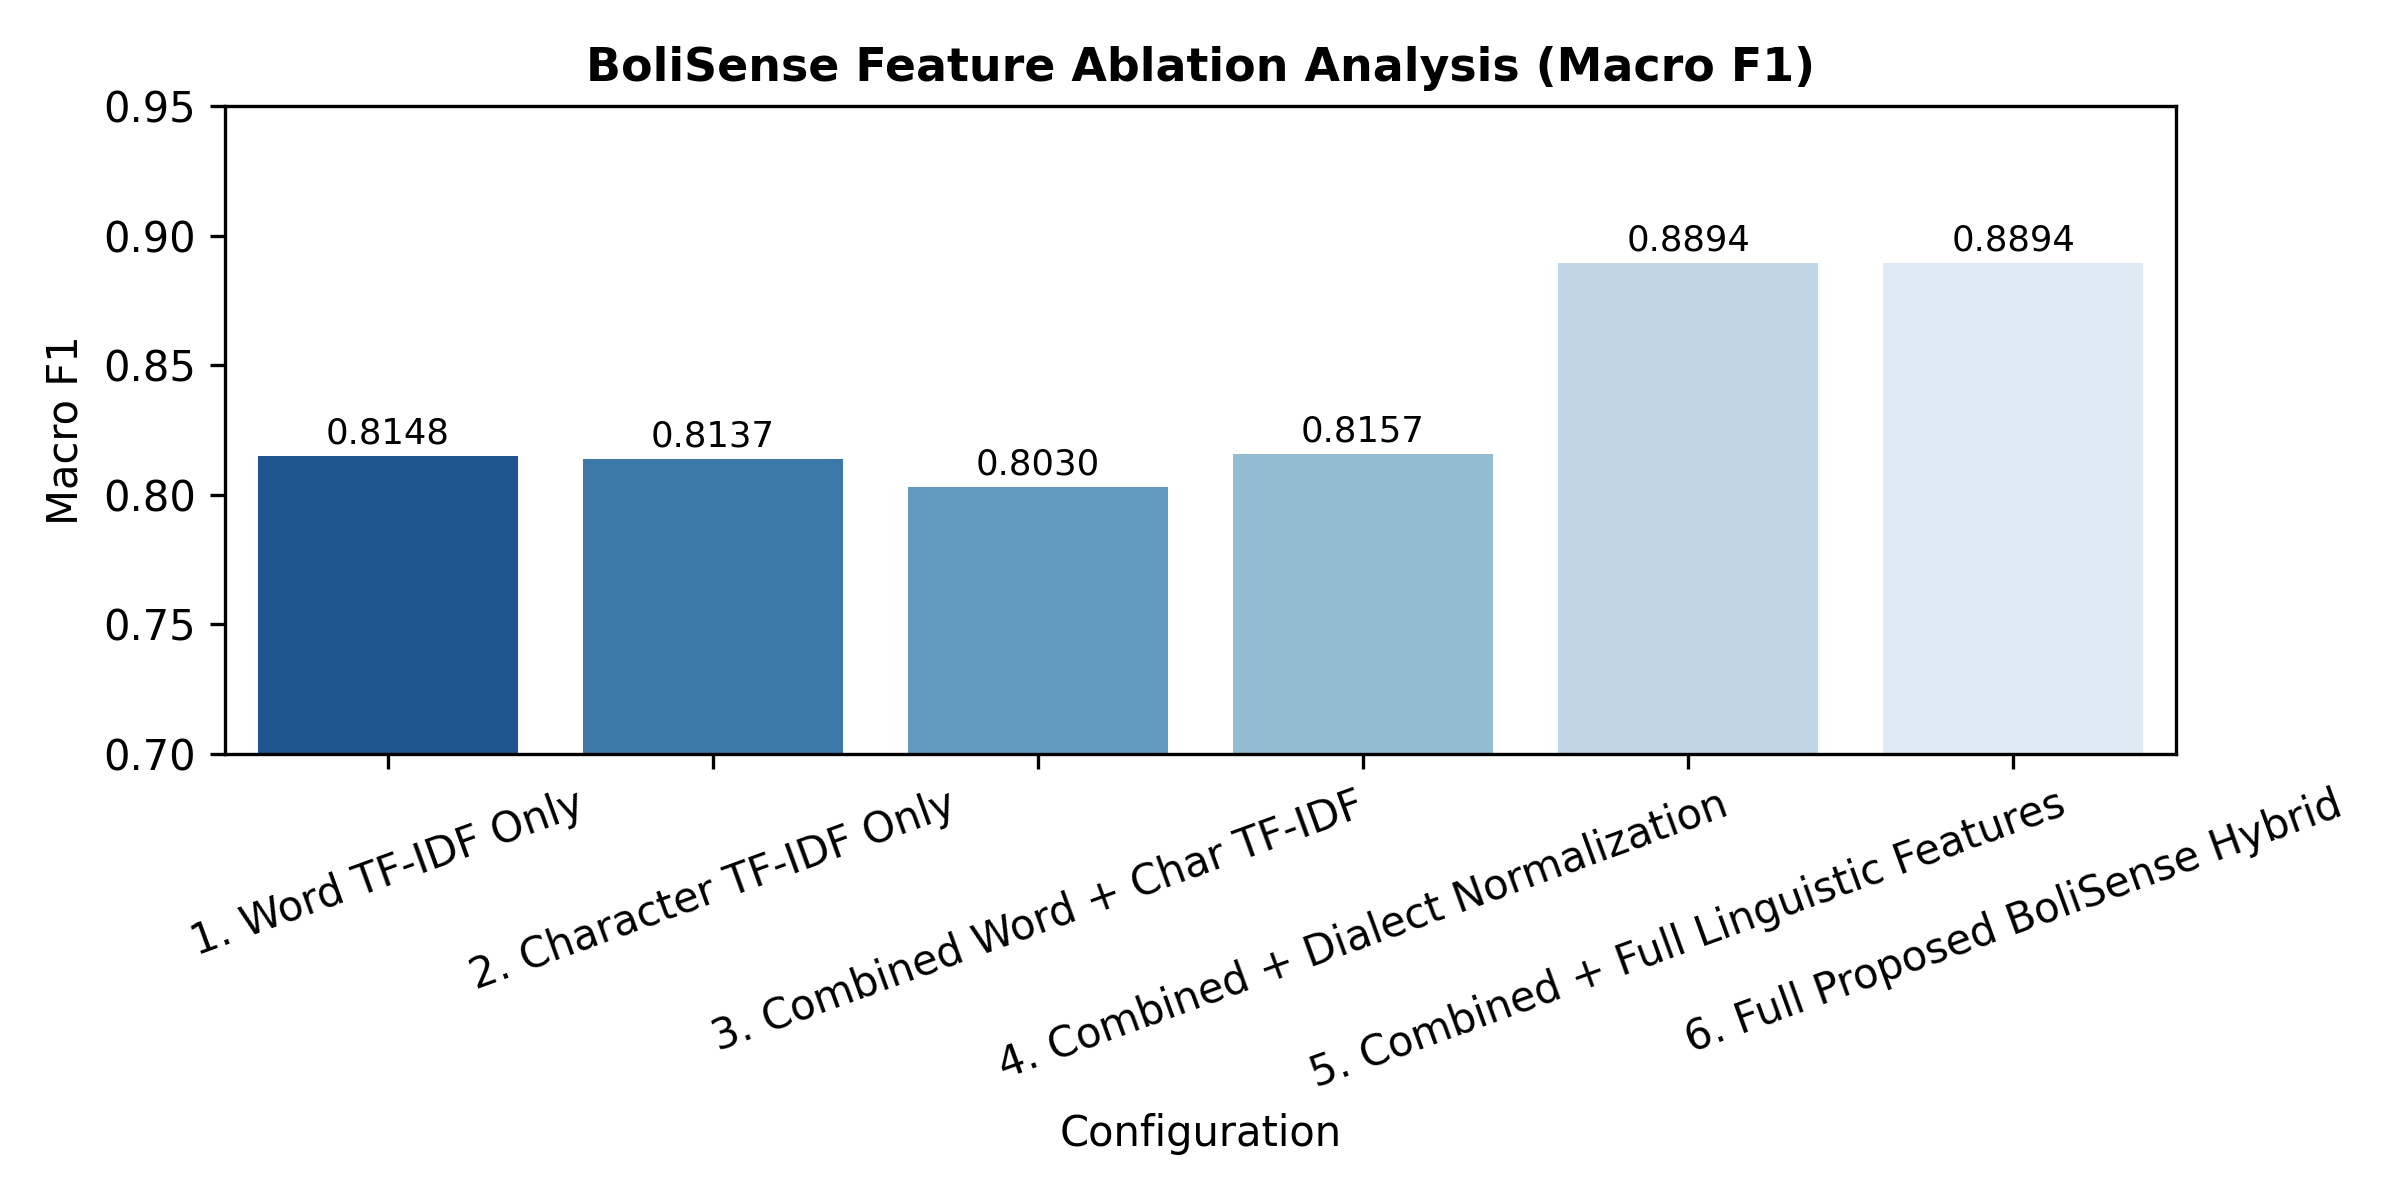 BoliSense Feature Ablation Analysis (Macro F1)
Macro F1
0.95
0.90
0.85
0.80
0.75
0.70
0.8148
0.8137
0.8030
0.8157
0.8894
0.8894
1. Word TF-IDF Only
2. Character TF-IDF Only
3. Combined Word + Char TF-IDF
4. Combined + Dialect Normalization
5. Combined + Full Linguistic Features
6. Full Proposed BoliSense Hybrid
Configuration